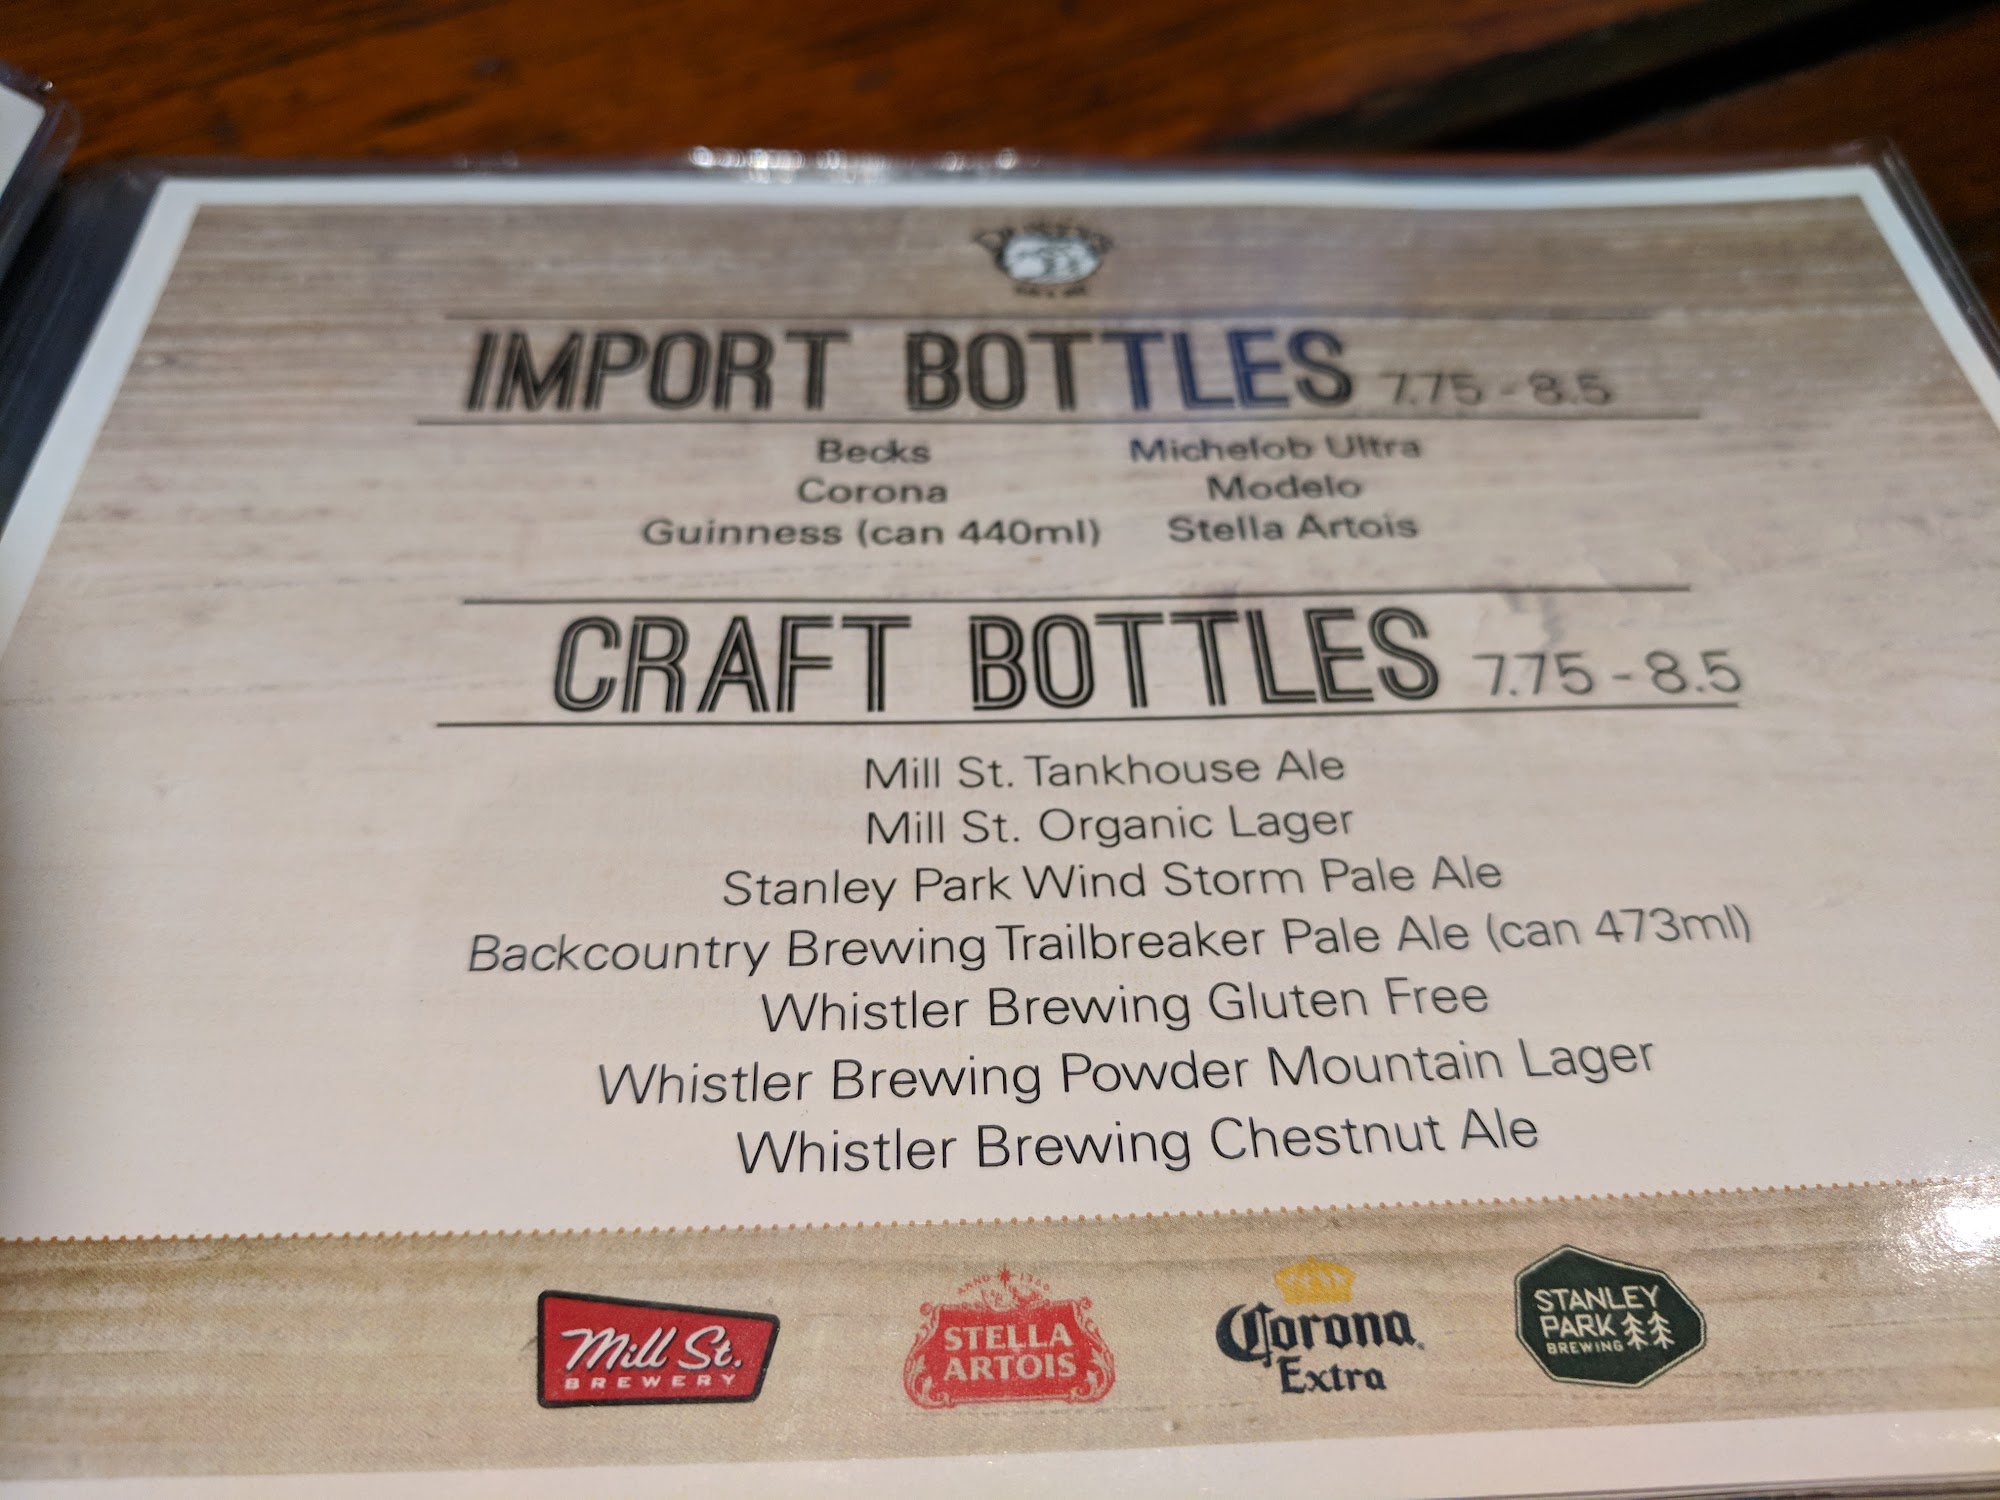 IMPORT BOTTLES 7.75 - 8.5
Becks
Corona
Guinness (can 440ml)
Michelob Ultra
Modelo
Stella Artois
CRAFT BOTTLES 7.75 - 8.5
Mill St. Tankhouse Ale
Mill St. Organic Lager
Stanley Park Wind Storm Pale Ale
Backcountry Brewing Trailbreaker Pale Ale (can 473ml)
Whistler Brewing Gluten Free
Whistler Brewing Powder Mountain Lager
Whistler Brewing Chestnut Ale
Mill St.
BREWERY
ANNO 1366
STELLA
ARTOIS
Corona
Extra
STANLEY
PARK
BREWING